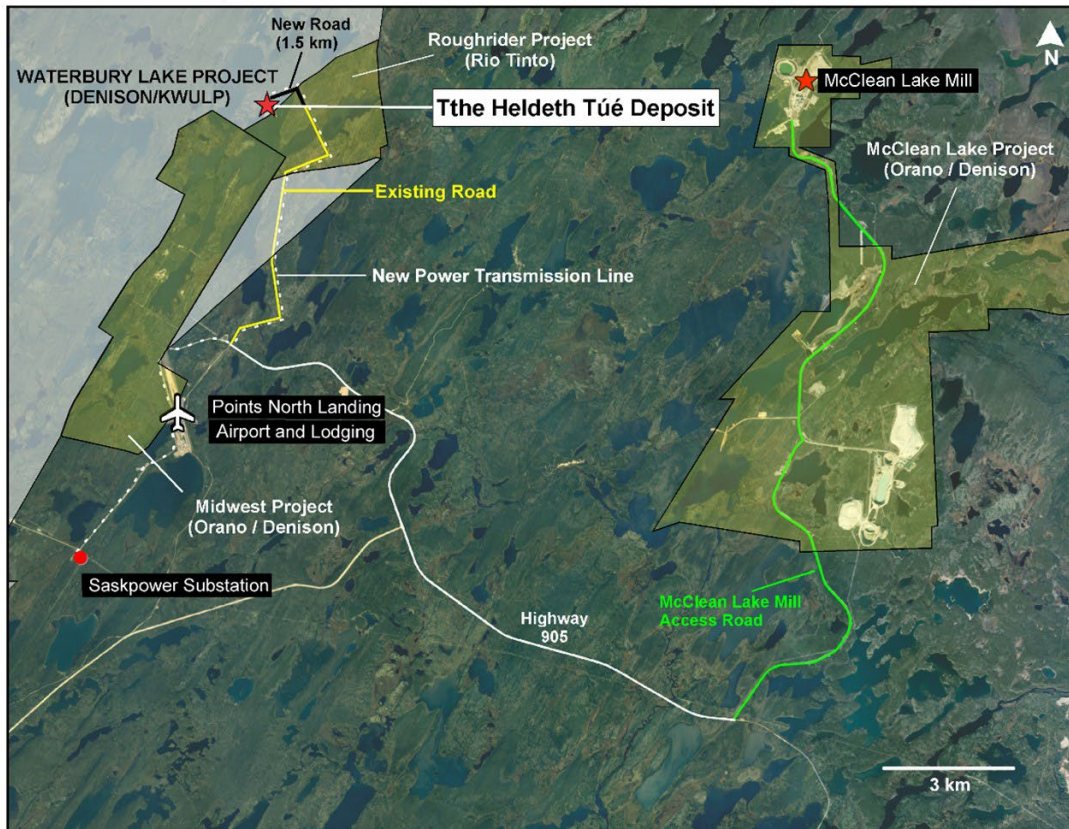 New Road
(1.5 km)
Roughrider Project
(Rio Tinto)
N
WATERBURY LAKE PROJECT
(DENISON/KWULP)
McClean Lake Mill
Tthe Heldeth Túé Deposit
McClean Lake Project
(Orano / Denison)
Existing Road
New Power Transmission Line
Points North Landing
Airport and Lodging
Midwest Project
(Orano / Denison)
Saskpower Substation
McClean Lake Mill
Access Road
Highway
905
3 km